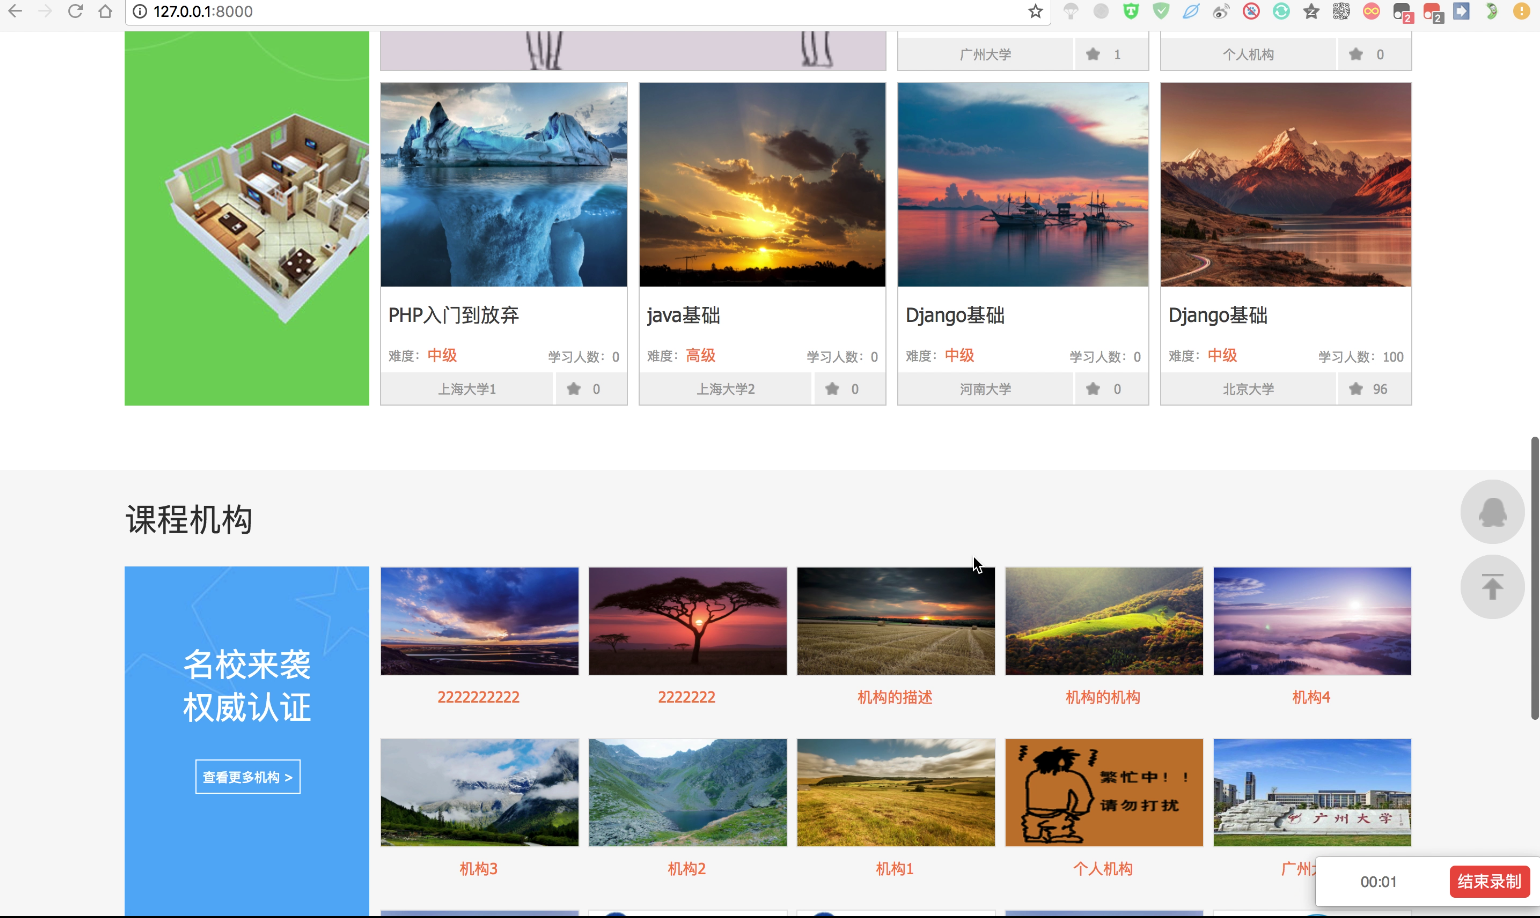 127.0.0.1:8000
2
2
广州大学 1
个人机构 0
PHP入门到放弃
难度：中级 学习人数：0
上海大学1 0
java基础
难度：高级 学习人数：0
上海大学2 0
Django基础
难度：中级 学习人数：0
河南大学 0
Django基础
难度：中级 学习人数：100
北京大学 96
课程机构
名校来袭
权威认证
查看更多机构 >
2222222222
2222222
机构的描述
机构的机构
机构4
繁忙中！！
请勿打扰
广州大学
机构3
机构2
机构1
个人机构
广州
00:01
结束录制